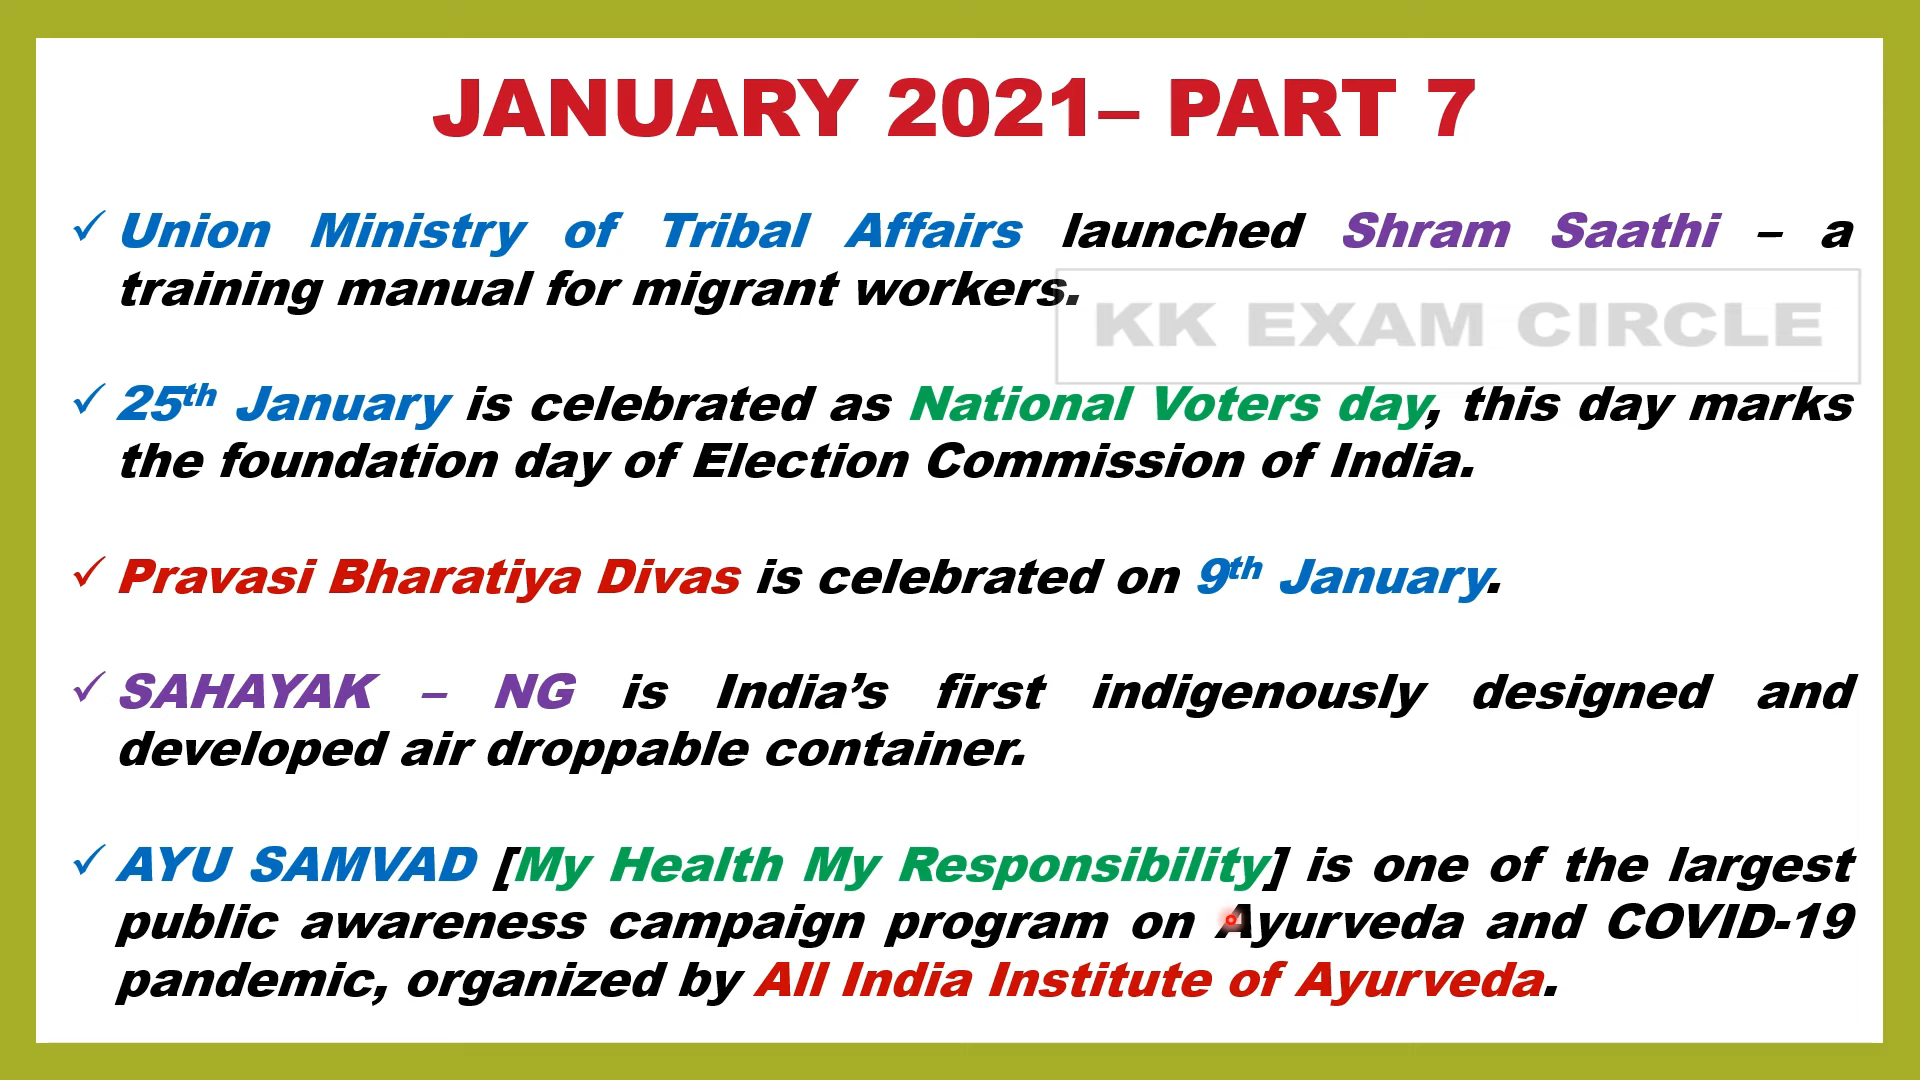 JANUARY 2021– PART 7
✓ Union Ministry of Tribal Affairs launched Shram Saathi – a
training manual for migrant workers.
KK EXAM CIRCLE
✓ 25th January is celebrated as National Voters day, this day marks
the foundation day of Election Commission of India.
✓ Pravasi Bharatiya Divas is celebrated on 9th January.
✓ SAHAYAK – NG is India’s first indigenously designed and
developed air droppable container.
✓ AYU SAMVAD [My Health My Responsibility] is one of the largest
public awareness campaign program on Ayurveda and COVID-19
pandemic, organized by All India Institute of Ayurveda.